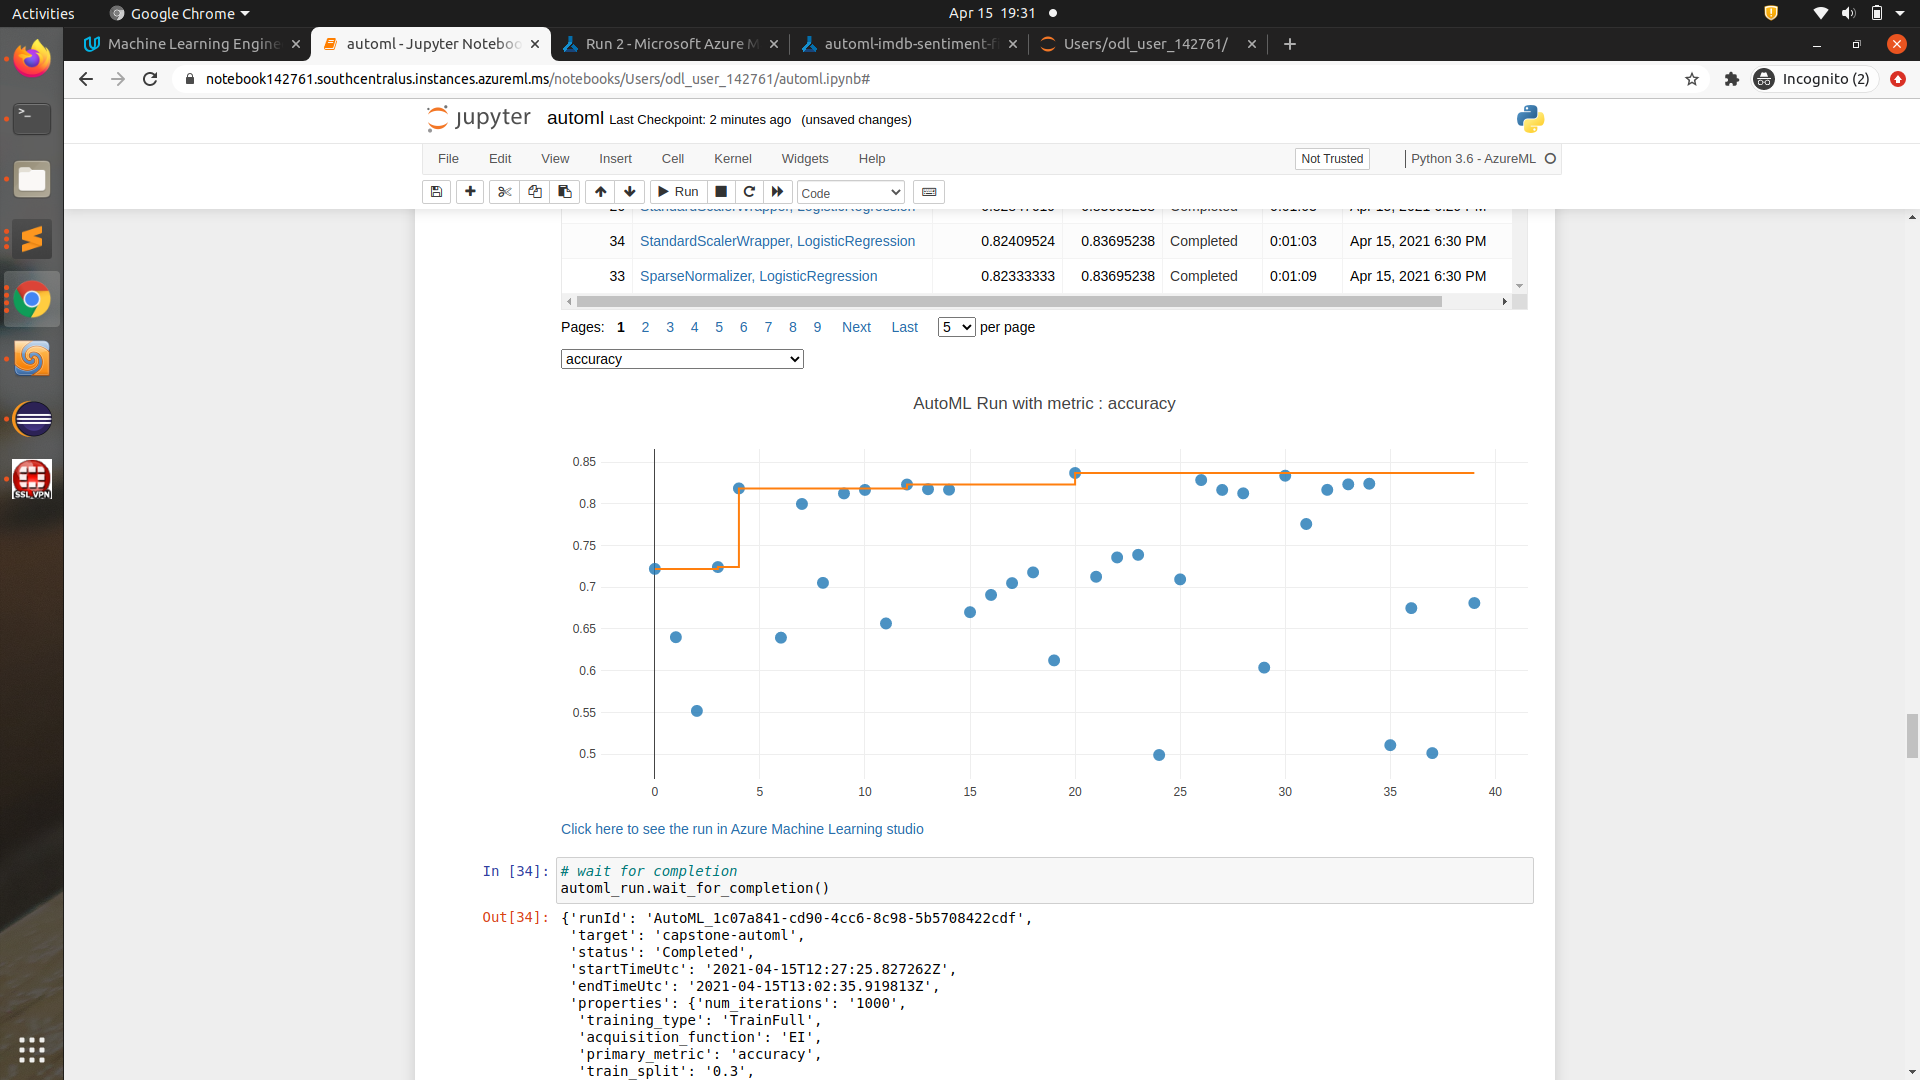 Activities Google Chrome Apr 15 19:31
Machine Learning Engine automl - Jupyter Notebo Run 2 - Microsoft Azure M automl-imdb-sentiment-f Users/odl_user_142761/
notebook142761.southcentralus.instances.azureml.ms/notebooks/Users/odl_user_142761/automl.ipynb# Incognito (2)
jupyter automl Last Checkpoint: 2 minutes ago (unsaved changes)
File Edit View Insert Cell Kernel Widgets Help Not Trusted Python 3.6 - AzureML
Run Code
34 StandardScalerWrapper, LogisticRegression 0.82409524 0.83695238 Completed 0:01:03 Apr 15, 2021 6:30 PM
33 SparseNormalizer, LogisticRegression 0.82333333 0.83695238 Completed 0:01:09 Apr 15, 2021 6:30 PM
Pages: 1 2 3 4 5 6 7 8 9 Next Last 5 per page
accuracy
AutoML Run with metric : accuracy
0.85
0.8
0.75
0.7
0.65
0.6
0.55
0.5
0 5 10 15 20 25 30 35 40
Click here to see the run in Azure Machine Learning studio
In [34]: # wait for completion
automl_run.wait_for_completion()
Out[34]: {'runId': 'AutoML_1c07a841-cd90-4cc6-8c98-5b5708422cdf',
'target': 'capstone-automl',
'status': 'Completed',
'startTimeUtc': '2021-04-15T12:27:25.827262Z',
'endTimeUtc': '2021-04-15T13:02:35.919813Z',
'properties': {'num_iterations': '1000',
'training_type': 'TrainFull',
'acquisition_function': 'EI',
'primary_metric': 'accuracy',
'train_split': '0.3',
SSL VPN